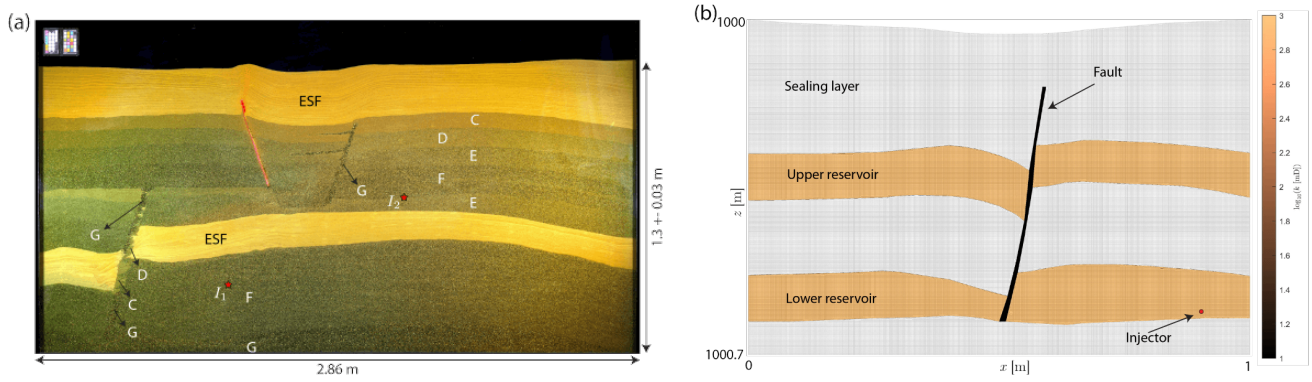 (a)
ESF
C
D
E
F
G
I2
E
G
ESF
D
I1
F
C
G
G
2.86 m
1.3 +- 0.03 m
(b)
1000
Sealing layer
Fault
Upper reservoir
z [m]
Lower reservoir
Injector
1000.7
0
x [m]
1
3
2.8
2.6
2.4
2.2
2
1.8
1.6
1.4
1.2
1
log10(k [mD])